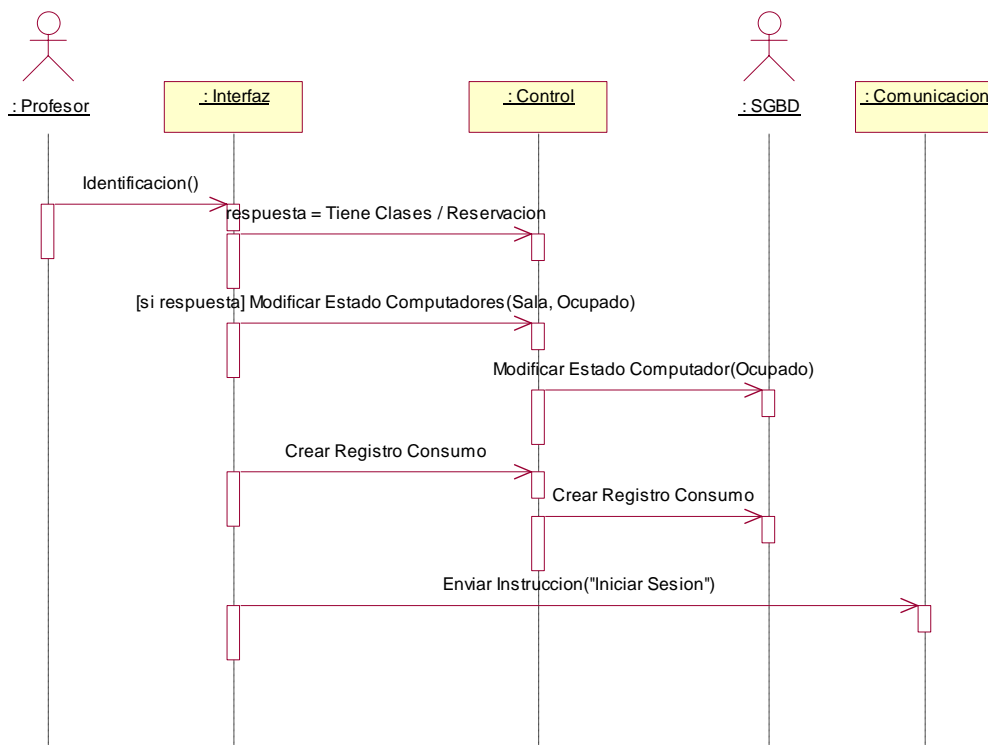 : Profesor
: Interfaz
: Control
: SGBD
: Comunicacion
Identificacion()
respuesta = Tiene Clases / Reservacion
[si respuesta] Modificar Estado Computadores(Sala, Ocupado)
Modificar Estado Computador(Ocupado)
Crear Registro Consumo
Crear Registro Consumo
Enviar Instruccion("Iniciar Sesion")